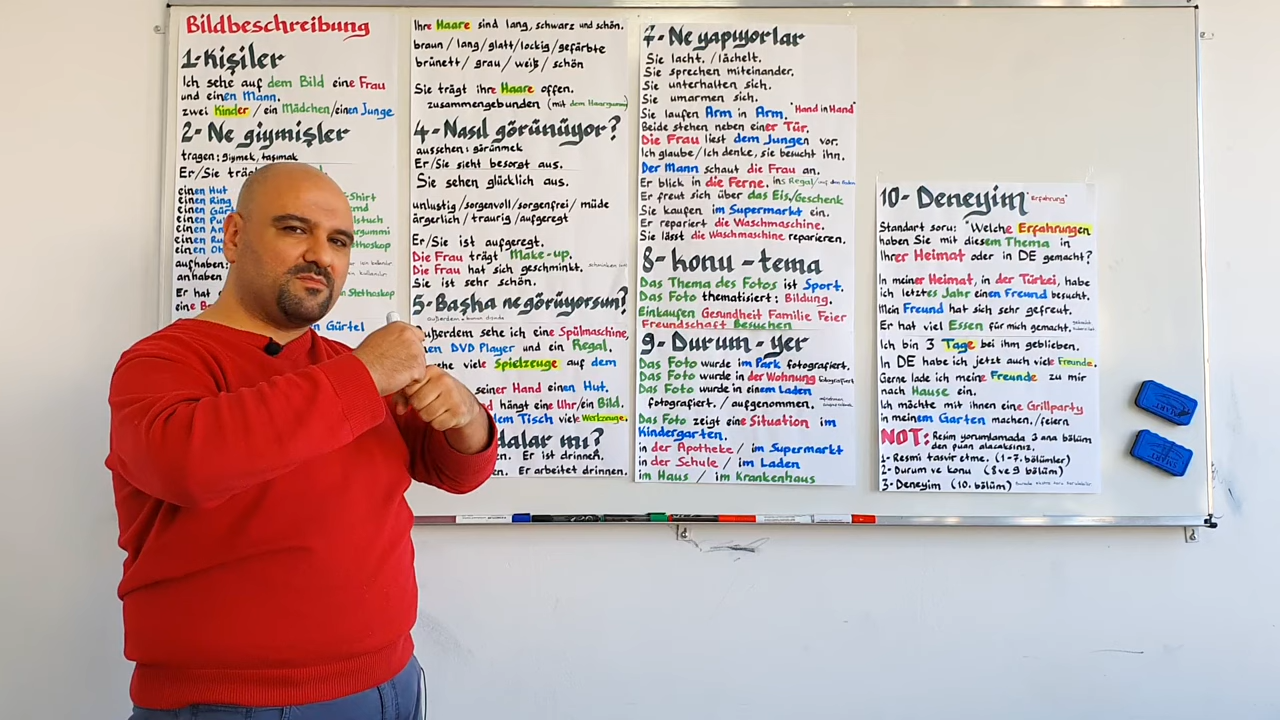 Bildbeschreibung
1-Kişiler
Ich sehe auf dem Bild eine Frau
und einen Mann.
zwei Kinder / ein Mädchen/einen Junge
2- Ne giymişler
tragen: giymek, taşımak
Er/Sie
einen Hut
einen Ring
einen
einen
einen
einen
einen
aufhaben:
anhaben
Er hat
Stethoskop
Gürtel
Ihre Haare sind lang, schwarz und schön.
braun / lang/glatt/lockig/gefärbte
brünett / grau / weiß / schön
Sie trägt ihre Haare offen.
zusammengebunden (mit dem Haargummi)
4- Nasıl görünüyor?
aussehen: görünmek
Er/Sie sieht besorgt aus.
Sie sehen glücklich aus.
unlustig/sorgenvoll/sorgenfrei/ müde
ärgerlich / traurig/aufgeregt
Er/Sie ist aufgeregt.
Die Frau trägt Make-up.
Die Frau hat sich geschminkt.
Sie ist sehr schön.
5- Başka ne görüyorsun?
außerdem sehe ich eine Spülmaschine,
DVD Player und ein Regal.
viele Spielzeuge auf dem
seiner Hand einen Hut.
hängt eine Uhr/ein Bild.
dem Tisch viele Werkzeuge.
mı?
Er ist drinnen.
Er arbeitet drinnen.
7- Ne yapıyorlar
Sie lacht. /lächelt.
Sie sprechen miteinander.
Sie unterhalten sich.
Sie umarmen sich.
Sie laufen Arm in Arm. "Hand in Hand"
Beide stehen neben einer Tür.
Die Frau liest dem Jungen vor.
Ich glaube/Ich denke, sie besucht ihn.
Der Mann schaut die Frau an.
Er blick in die Ferne. ins Regal/
Er freut sich über das Eis/Geschenk
Sie kaufen im Supermarkt ein.
Er repariert die Waschmaschine.
Sie lässt die Waschmaschine reparieren.
8- Konu - tema
Das Thema des Fotos ist Sport.
Das Foto thematisiert: Bildung.
Einkaufen Gesundheit Familie Feier
Freundschaft Besuchen
9- Durum - yer
Das Foto wurde im Park fotografiert.
Das Foto wurde in der Wohnung fotografiert
Das Foto wurde in einem Laden
fotografiert. / aufgenommen.
Das Foto zeigt eine Situation im
Kindergarten.
in der Apotheke / im Supermarkt
in der Schule / im Laden
im Haus / im Krankenhaus
10- Deneyim "Erfahrung"
Standart soru: "Welche Erfahrungen
haben Sie mit diesem Thema in
Ihrer Heimat oder in DE gemacht?
In meiner Heimat, in der Türkei, habe
ich letztes Jahr einen Freund besucht.
Mein Freund hat sich sehr gefreut.
Er hat viel Essen für mich gemacht.
Ich bin 3 Tage bei ihm geblieben.
In DE habe ich jetzt auch viele Freunde.
Gerne lade ich meine Freunde zu mir
nach Hause ein.
Ich möchte mit ihnen eine Grillparty
in meinem Garten machen./feiern
NOT: Resim yorumlamada 3 ana bölüm
den puan alacaksınız.
1- Resmi tasvir etme. (1-7. bölümler)
2- Durum ve konu (8 ve 9 bölüm)
3- Deneyim (10. bölüm)
SMART
SMART